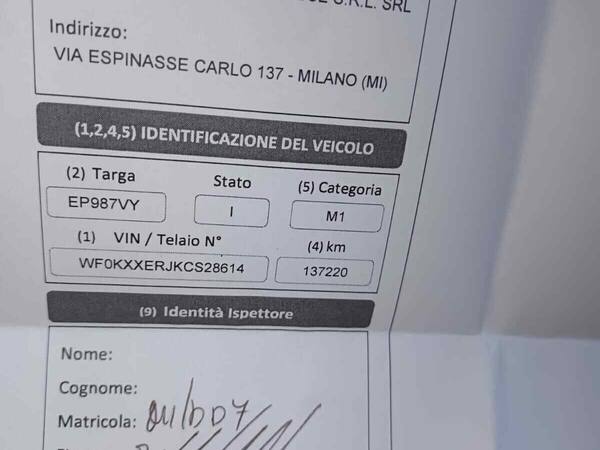 S.R.L. SRL
Indirizzo:
VIA ESPINASSE CARLO 137 - MILANO (MI)
(1,2,4,5) IDENTIFICAZIONE DEL VEICOLO
(2) Targa Stato (5) Categoria
EP987VY I M1
(1) VIN / Telaio N° (4) km
WF0KXXERJKCS28614 137220
(9) Identità Ispettore
Nome:
Cognome:
Matricola: